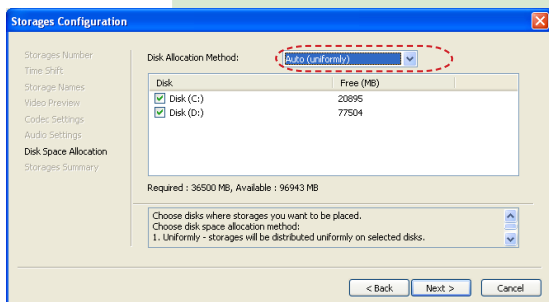 Storages Configuration
Storages Number
Time Shift
Storage Names
Video Preview
Codec Settings
Audio Settings
Disk Space Allocation
Storages Summary
Disk Allocation Method: Auto (uniformly)
Disk Free (MB)
Disk (C:) 20895
Disk (D:) 77504
Required : 36500 MB, Available : 96943 MB
Choose disks where storages you want to be placed.
Choose disk space allocation method:
1. Uniformly - storages will be distributed uniformly on selected disks.
< Back Next > Cancel